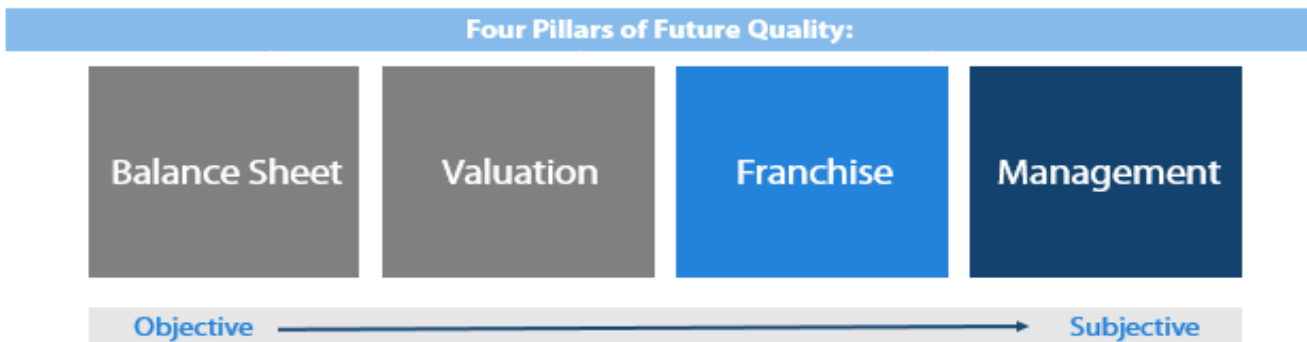 Four Pillars of Future Quality:
Balance Sheet
Valuation
Franchise
Management
Objective
Subjective